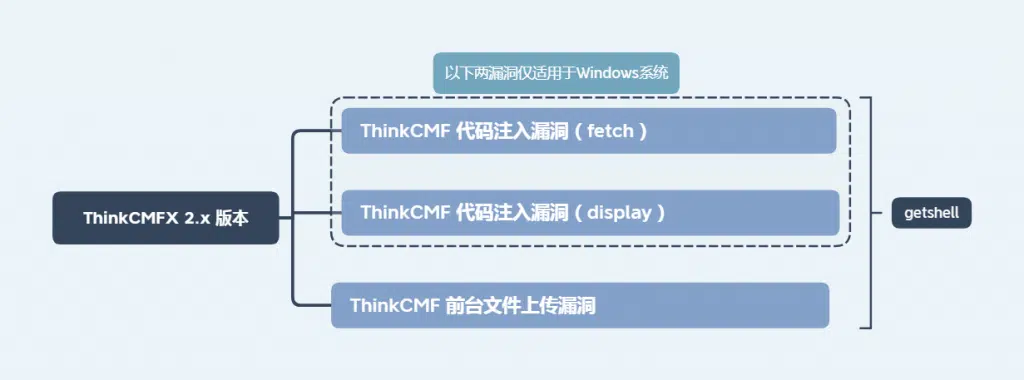 以下两漏洞仅适用于Windows系统
ThinkCMF 代码注入漏洞（fetch）
ThinkCMFX 2.x 版本
ThinkCMF 代码注入漏洞（display）
getshell
ThinkCMF 前台文件上传漏洞